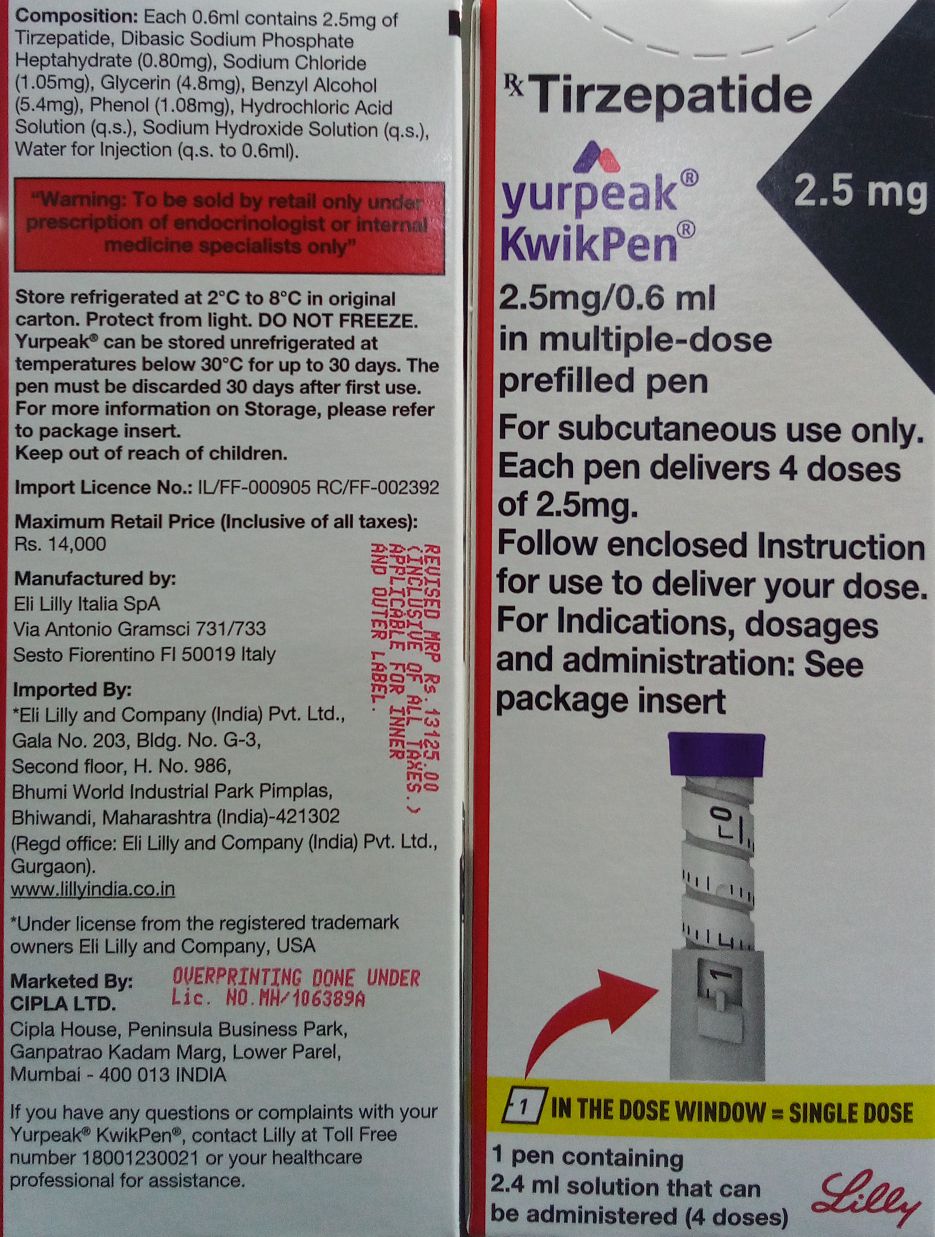 Composition: Each 0.6ml contains 2.5mg of
Tirzepatide, Dibasic Sodium Phosphate
Heptahydrate (0.80mg), Sodium Chloride
(1.05mg), Glycerin (4.8mg), Benzyl Alcohol
(5.4mg), Phenol (1.08mg), Hydrochloric Acid
Solution (q.s.), Sodium Hydroxide Solution (q.s.),
Water for Injection (q.s. to 0.6ml).
"Warning: To be sold by retail only under
prescription of endocrinologist or internal
medicine specialists only"
Store refrigerated at 2°C to 8°C in original
carton. Protect from light. DO NOT FREEZE.
Yurpeak® can be stored unrefrigerated at
temperatures below 30°C for up to 30 days. The
pen must be discarded 30 days after first use.
For more information on Storage, please refer
to package insert.
Keep out of reach of children.
Import Licence No.: IL/FF-000905 RC/FF-002392
Maximum Retail Price (Inclusive of all taxes):
Rs. 14,000
REVISED MRP Rs.13125.00
(INCLUSIVE OF ALL TAXES.)
APPLICABLE FOR INNER
AND OUTER LABEL.
Manufactured by:
Eli Lilly Italia SpA
Via Antonio Gramsci 731/733
Sesto Fiorentino FI 50019 Italy
Imported By:
*Eli Lilly and Company (India) Pvt. Ltd.,
Gala No. 203, Bldg. No. G-3,
Second floor, H. No. 986,
Bhumi World Industrial Park Pimplas,
Bhiwandi, Maharashtra (India)-421302
(Regd office: Eli Lilly and Company (India) Pvt. Ltd.,
Gurgaon).
www.lillyindia.co.in
*Under license from the registered trademark
owners Eli Lilly and Company, USA
Marketed By:
CIPLA LTD.
OVERPRINTING DONE UNDER
Lic. NO.MH/106389A
Cipla House, Peninsula Business Park,
Ganpatrao Kadam Marg, Lower Parel,
Mumbai - 400 013 INDIA
If you have any questions or complaints with your
Yurpeak® KwikPen®, contact Lilly at Toll Free
number 18001230021 or your healthcare
professional for assistance.
℞ Tirzepatide
yurpeak®
KwikPen®
2.5 mg
2.5mg/0.6 ml
in multiple-dose
prefilled pen
For subcutaneous use only.
Each pen delivers 4 doses
of 2.5mg.
Follow enclosed Instruction
for use to deliver your dose.
For Indications, dosages
and administration: See
package insert
0
1
1 IN THE DOSE WINDOW = SINGLE DOSE
1 pen containing
2.4 ml solution that can
be administered (4 doses)
Lilly